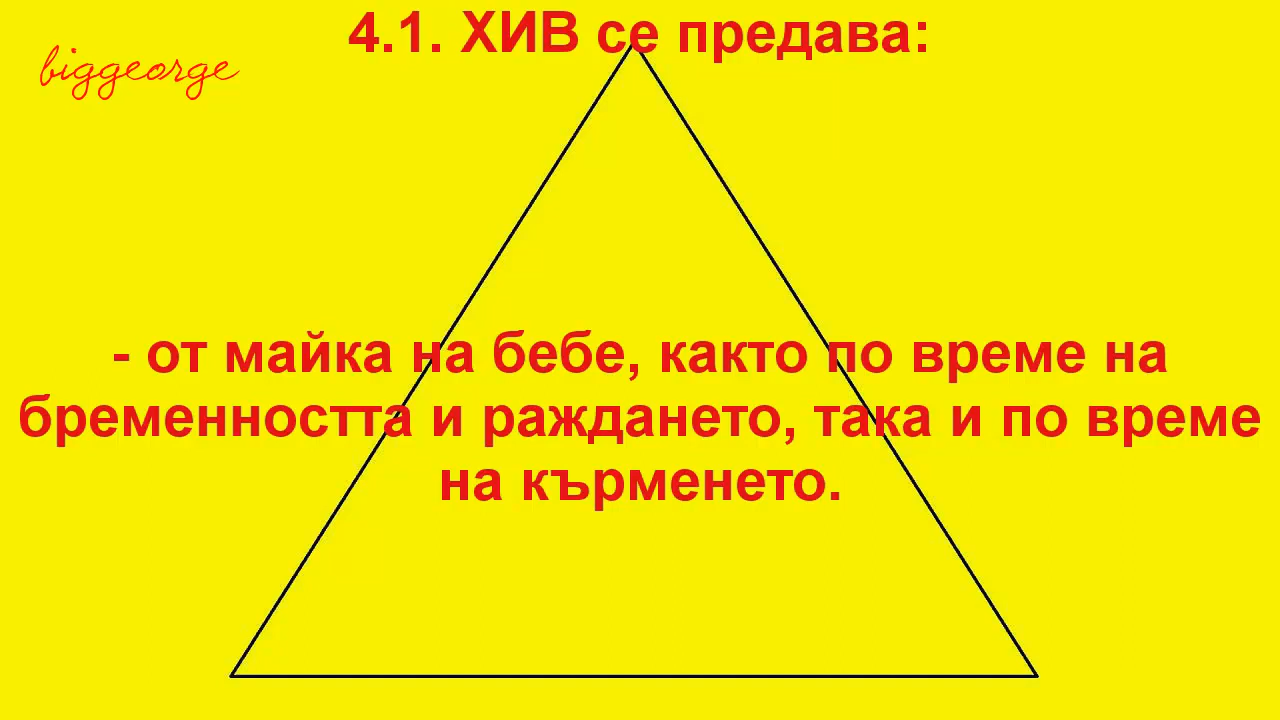 4.1. ХИВ се предава:
biggeorge
- от майка на бебе, както по време на
бременността и раждането, така и по време
на кърменето.